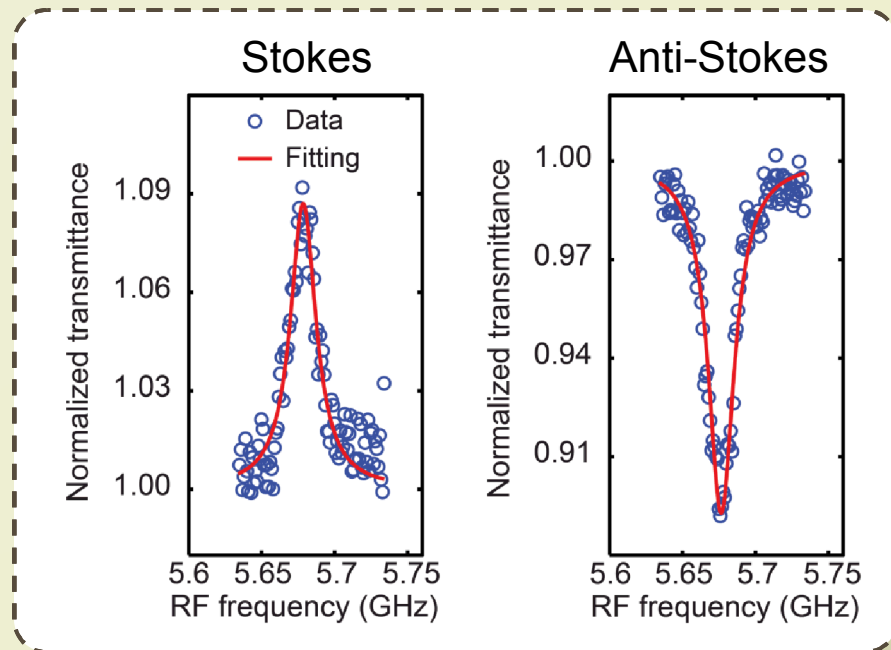 Stokes
Data
Fitting
Normalized transmittance
1.09
1.06
1.03
1.00
5.6 5.65 5.7 5.75
RF frequency (GHz)
Anti-Stokes
Normalized transmittance
1.00
0.97
0.94
0.91
5.6 5.65 5.7 5.75
RF frequency (GHz)